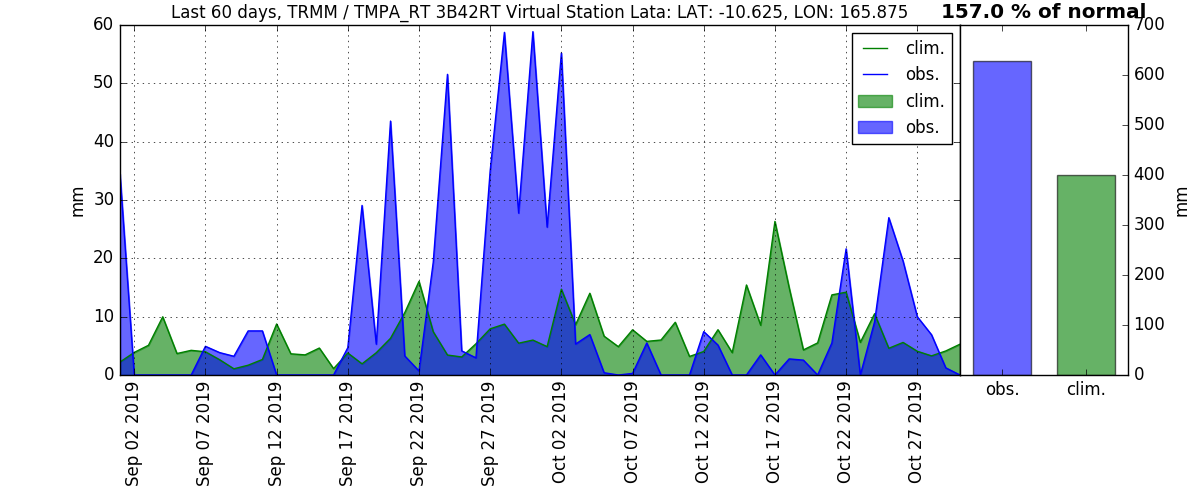 Last 60 days, TRMM / TMPA_RT 3B42RT Virtual Station Lata: LAT: -10.625, LON: 165.875
157.0 % of normal
60
50
40
30
20
10
0
mm
clim.
obs.
clim.
obs.
700
600
500
400
300
200
100
0
mm
obs.
clim.
Sep 02 2019
Sep 07 2019
Sep 12 2019
Sep 17 2019
Sep 22 2019
Sep 27 2019
Oct 02 2019
Oct 07 2019
Oct 12 2019
Oct 17 2019
Oct 22 2019
Oct 27 2019